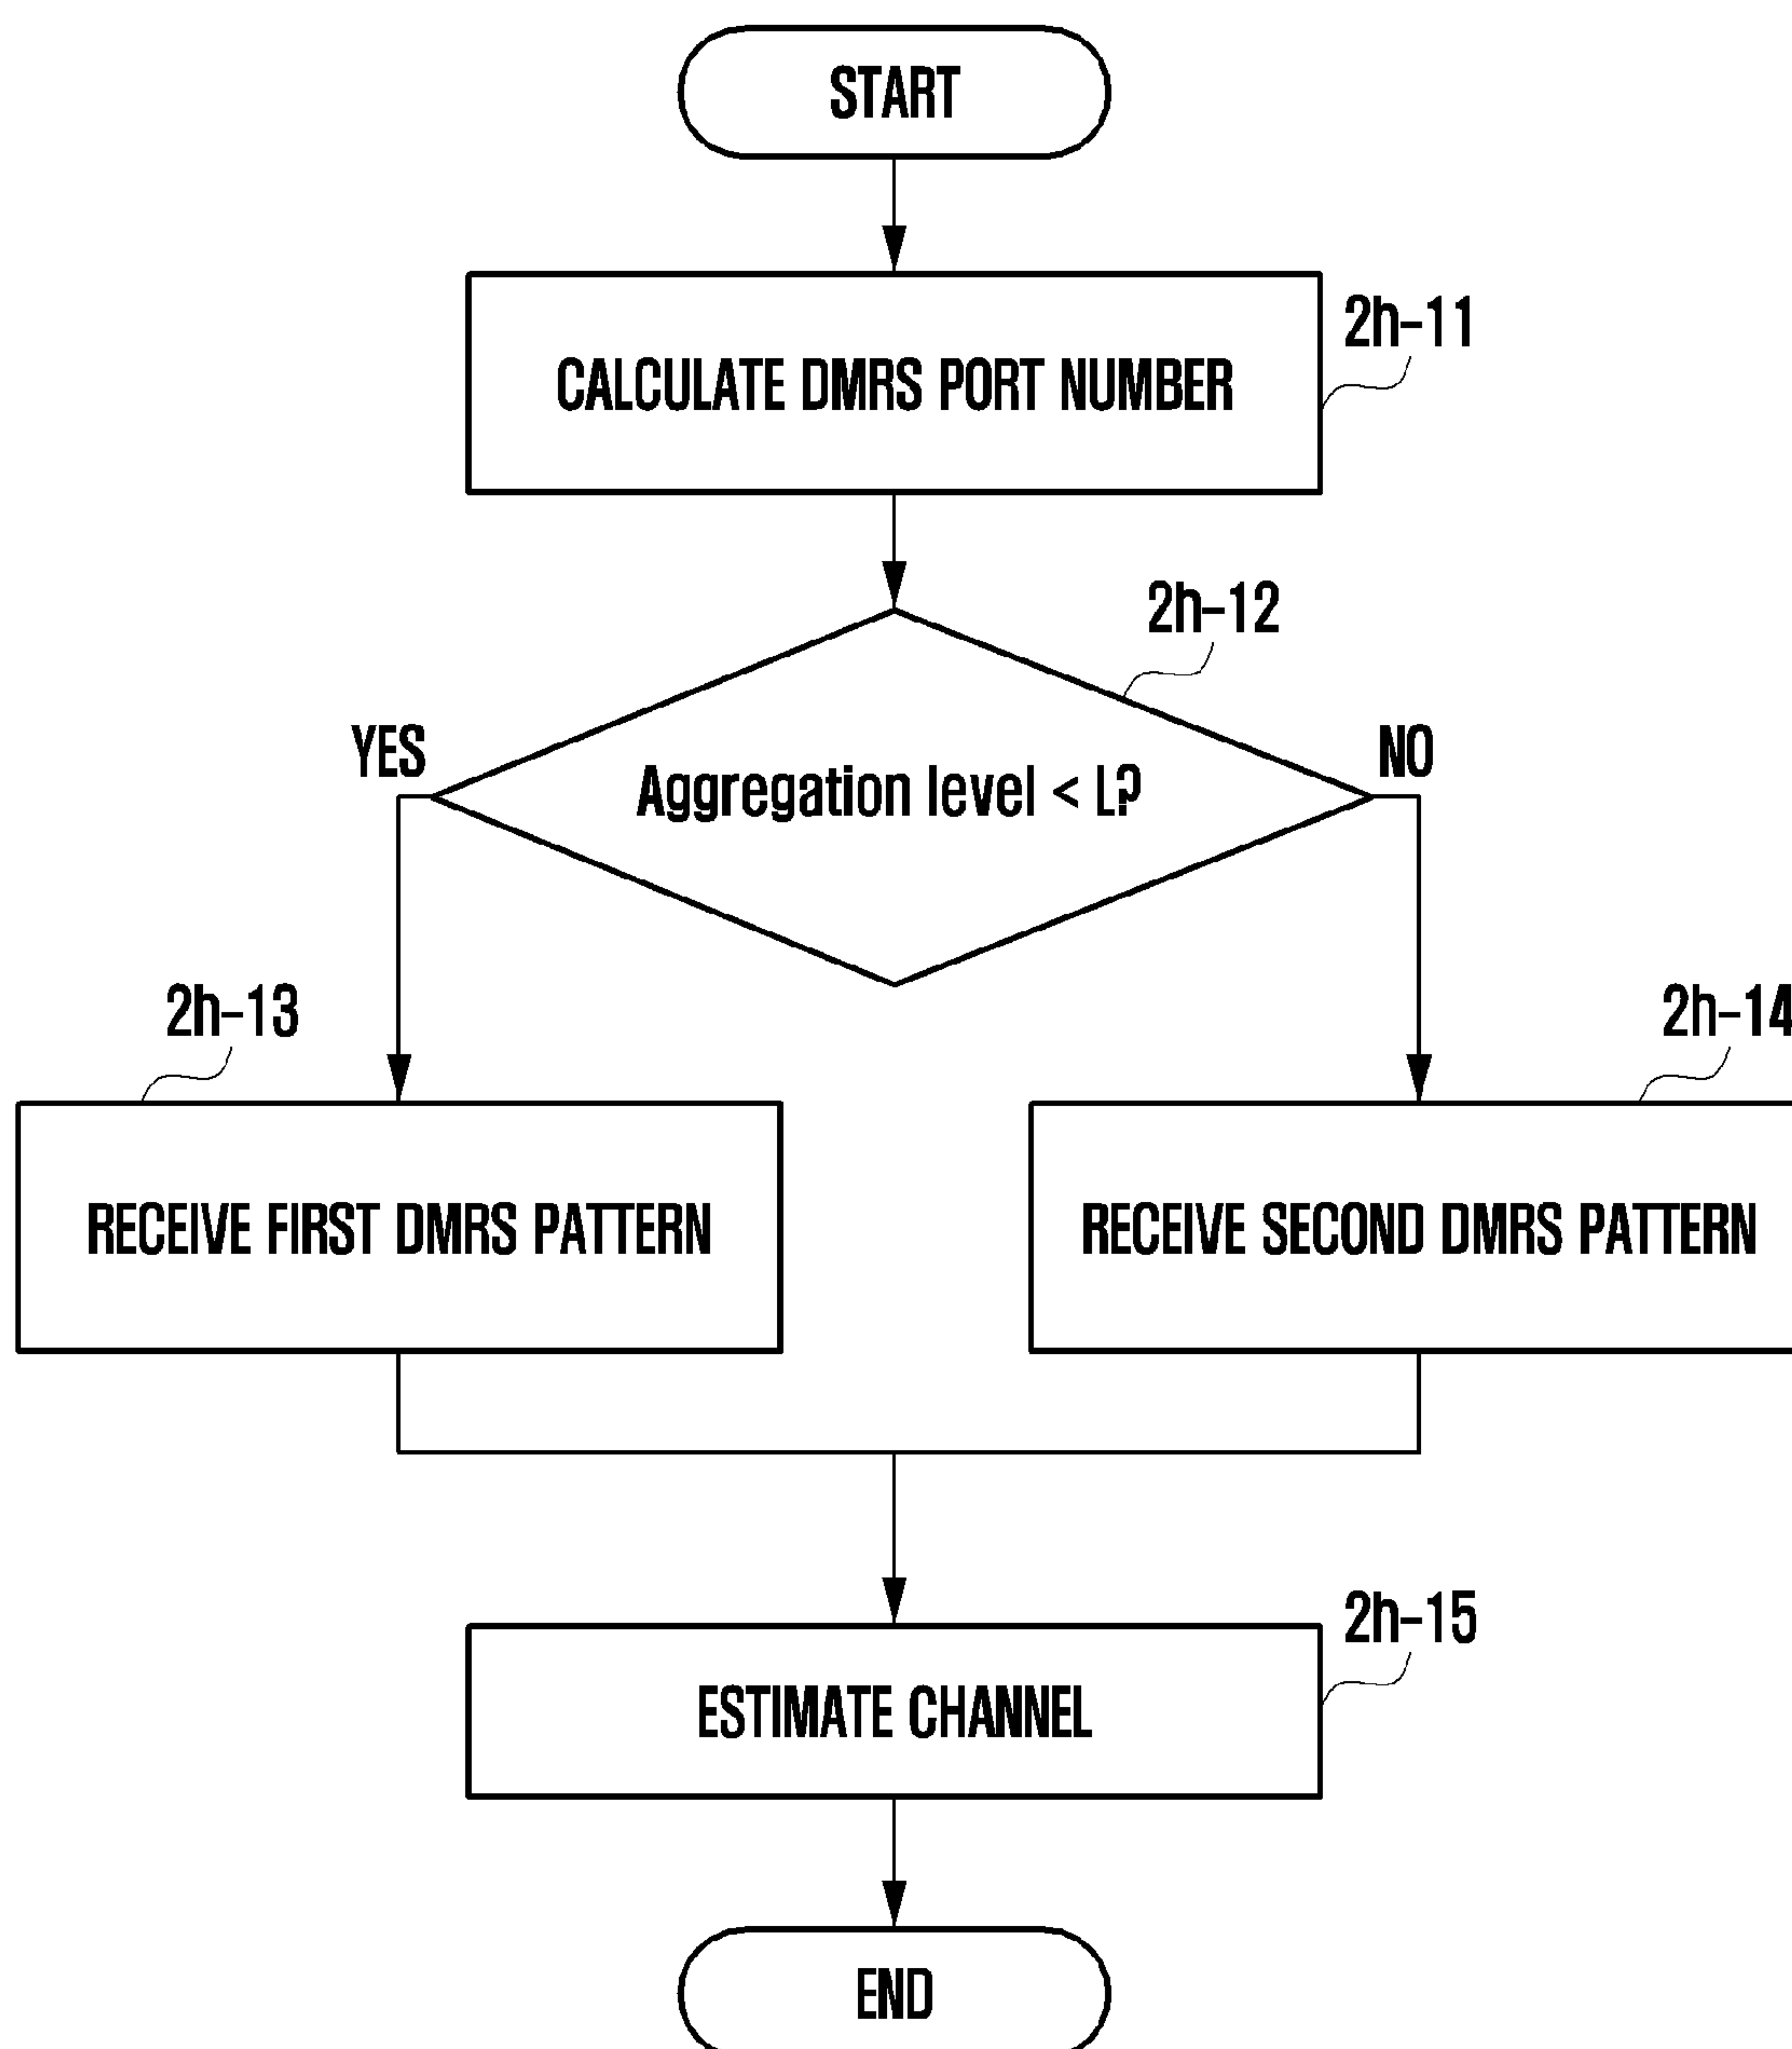 START
CALCULATE DMRS PORT NUMBER
2h-11
2h-12
YES
NO
Aggregation level < L?
2h-13
2h-14
RECEIVE FIRST DMRS PATTERN
RECEIVE SECOND DMRS PATTERN
2h-15
ESTIMATE CHANNEL
END